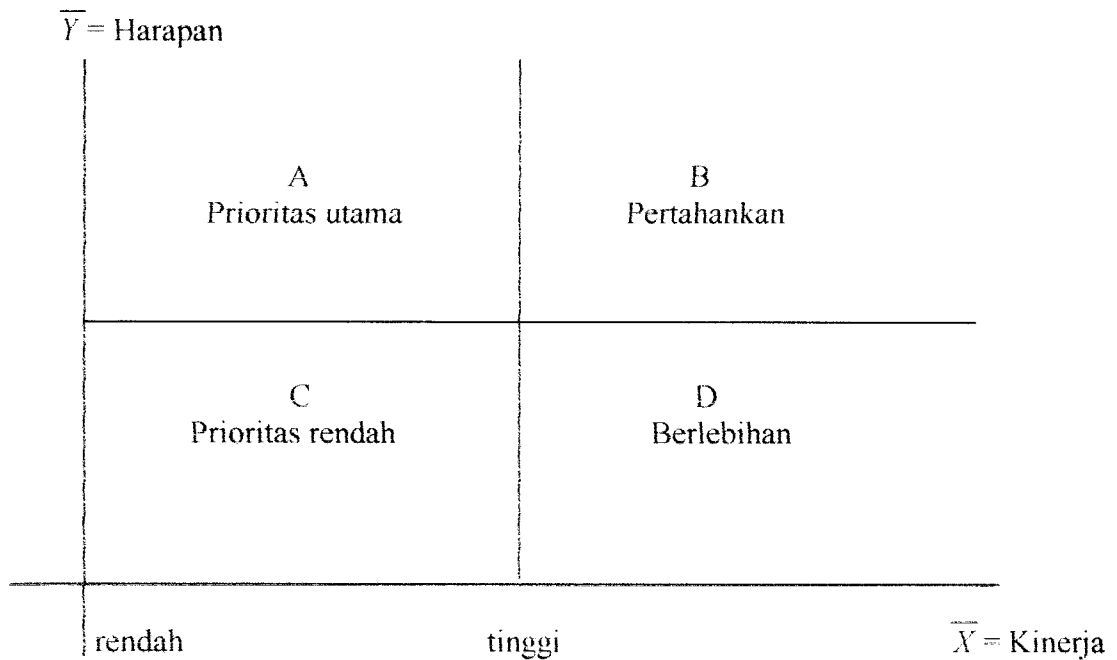 Y̅ = Harapan
A
Prioritas utama
B
Pertahankan
C
Prioritas rendah
D
Berlebihan
rendah
tinggi
X̅ = Kinerja